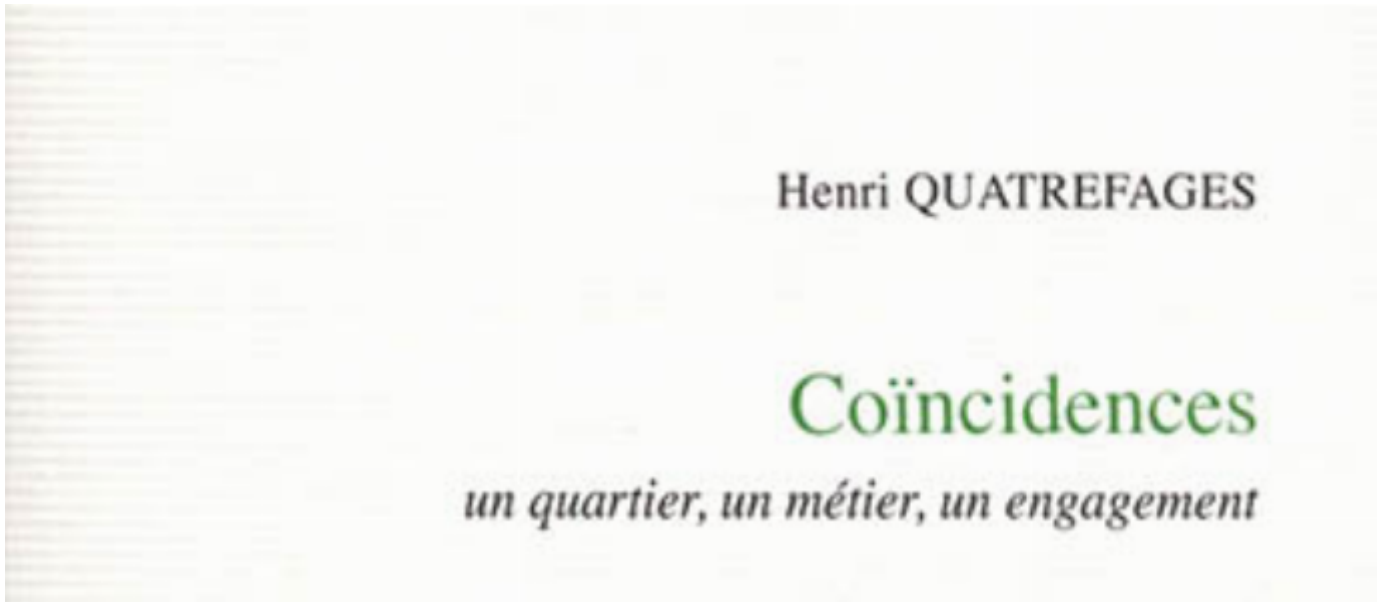 Henri QUATREFAGES
Coïncidences
un quartier, un métier, un engagement